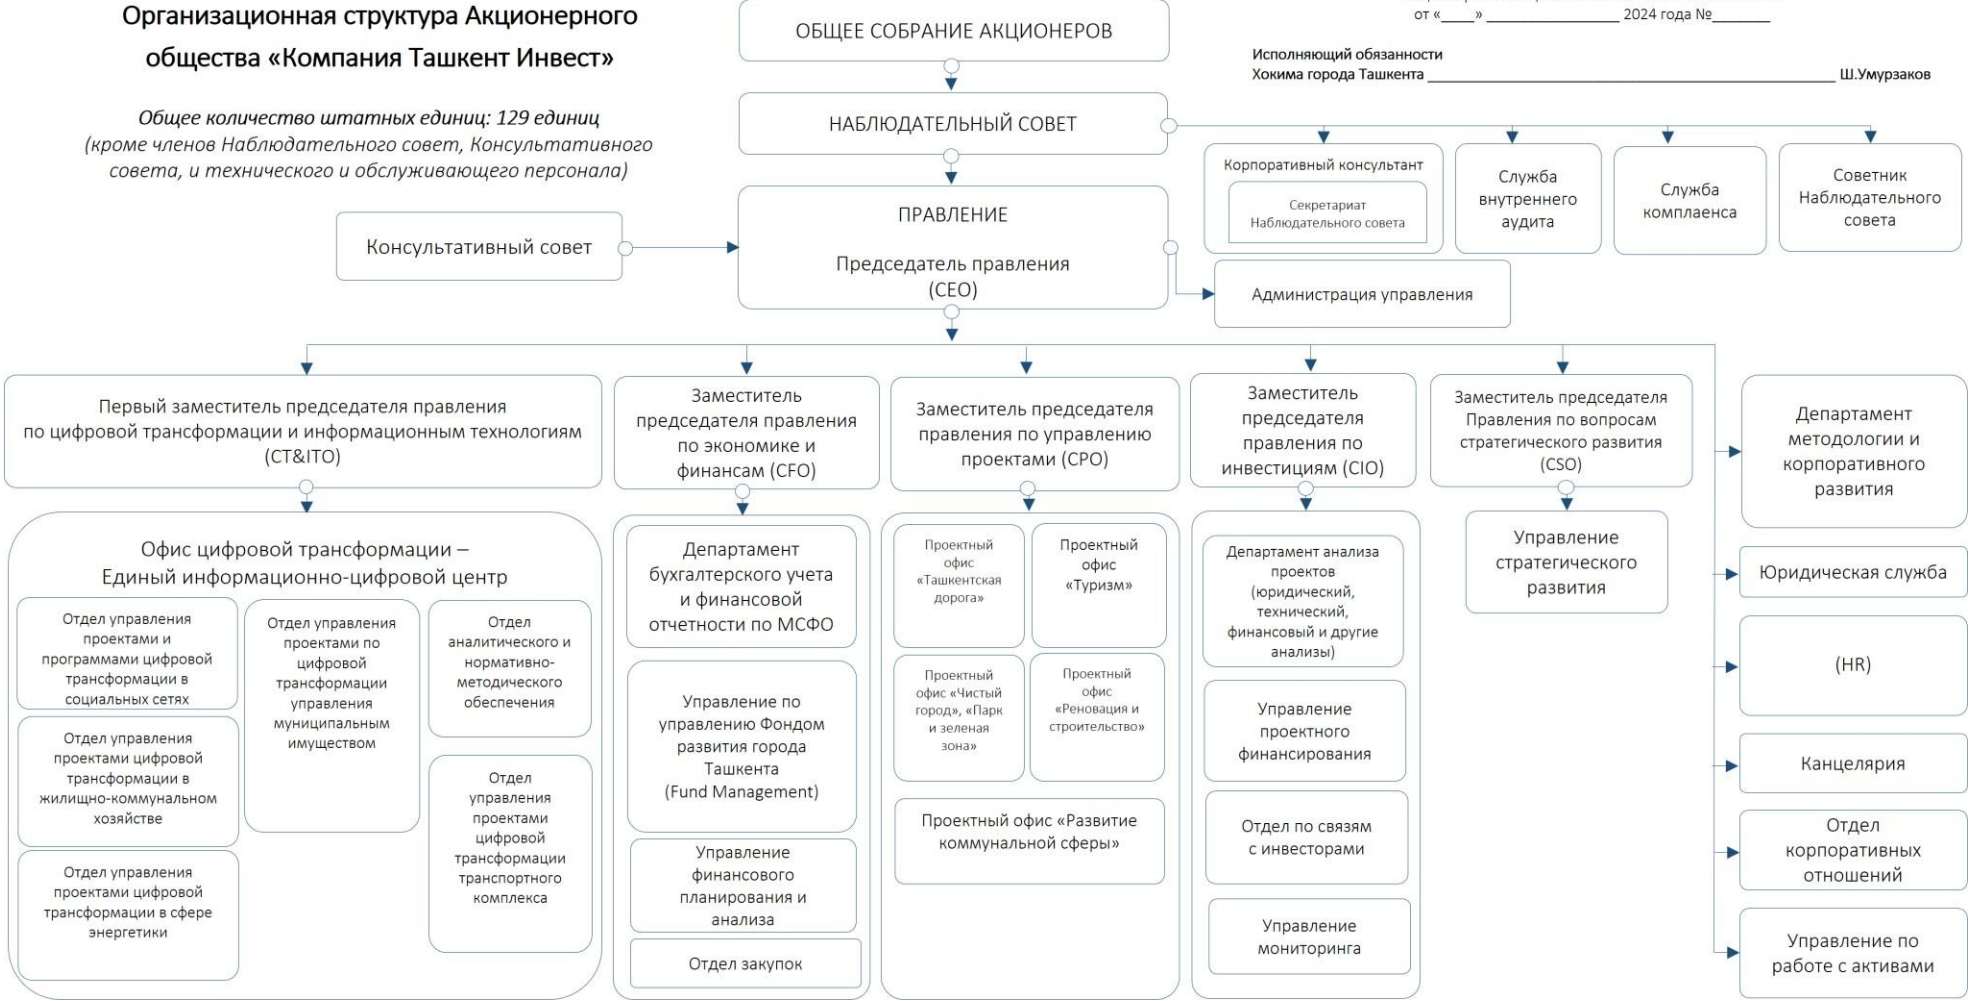 Организационная структура Акционерного
общества «Компания Ташкент Инвест»
Общее количество штатных единиц: 129 единиц
(кроме членов Наблюдательного совет, Консультативного
совета, и технического и обслуживающего персонала)
от «____» _________________ 2024 года №_______
Исполняющий обязанности
Хокима города Ташкента ____________________ Ш.Умурзаков
ОБЩЕЕ СОБРАНИЕ АКЦИОНЕРОВ
НАБЛЮДАТЕЛЬНЫЙ СОВЕТ
Корпоративный консультант
Секретариат
Наблюдательного совета
Служба
внутреннего
аудита
Служба
комплаенса
Советник
Наблюдательного
совета
Консультативный совет
ПРАВЛЕНИЕ
Председатель правления
(CEO)
Администрация управления
Первый заместитель председателя правления
по цифровой трансформации и информационным технологиям
(CT&ITO)
Заместитель
председателя правления
по экономике и
финансам (CFO)
Заместитель председателя
правления по управлению
проектами (CPO)
Заместитель
председателя
правления по
инвестициям (CIO)
Заместитель председателя
Правления по вопросам
стратегического развития
(CSO)
Департамент
методологии и
корпоративного
развития
Офис цифровой трансформации –
Единый информационно-цифровой центр
Отдел управления
проектами и
программами цифровой
трансформации в
социальных сетях
Отдел управления
проектами цифровой
трансформации в
жилищно-коммунальном
хозяйстве
Отдел управления
проектами цифровой
трансформации в сфере
энергетики
Отдел управления
проектами по
цифровой
трансформации
управления
муниципальным
имуществом
Отдел
аналитического и
нормативно-
методического
обеспечения
Отдел
управления
проектами
цифровой
трансформации
транспортного
комплекса
Департамент
бухгалтерского учета
и финансовой
отчетности по МСФО
Управление по
управлению Фондом
развития города
Ташкента
(Fund Management)
Управление
финансового
планирования и
анализа
Отдел закупок
Проектный
офис
«Ташкентская
дорога»
Проектный
офис
«Туризм»
Проектный
офис «Чистый
город», «Парк
и зеленая
зона»
Проектный
офис
«Реновация и
строительство»
Проектный офис «Развитие
коммунальной сферы»
Департамент анализа
проектов
(юридический,
технический,
финансовый и другие
анализы)
Управление
проектного
финансирования
Отдел по связям
с инвесторами
Управление
мониторинга
Управление
стратегического
развития
Юридическая служба
(HR)
Канцелярия
Отдел
корпоративных
отношений
Управление по
работе с активами